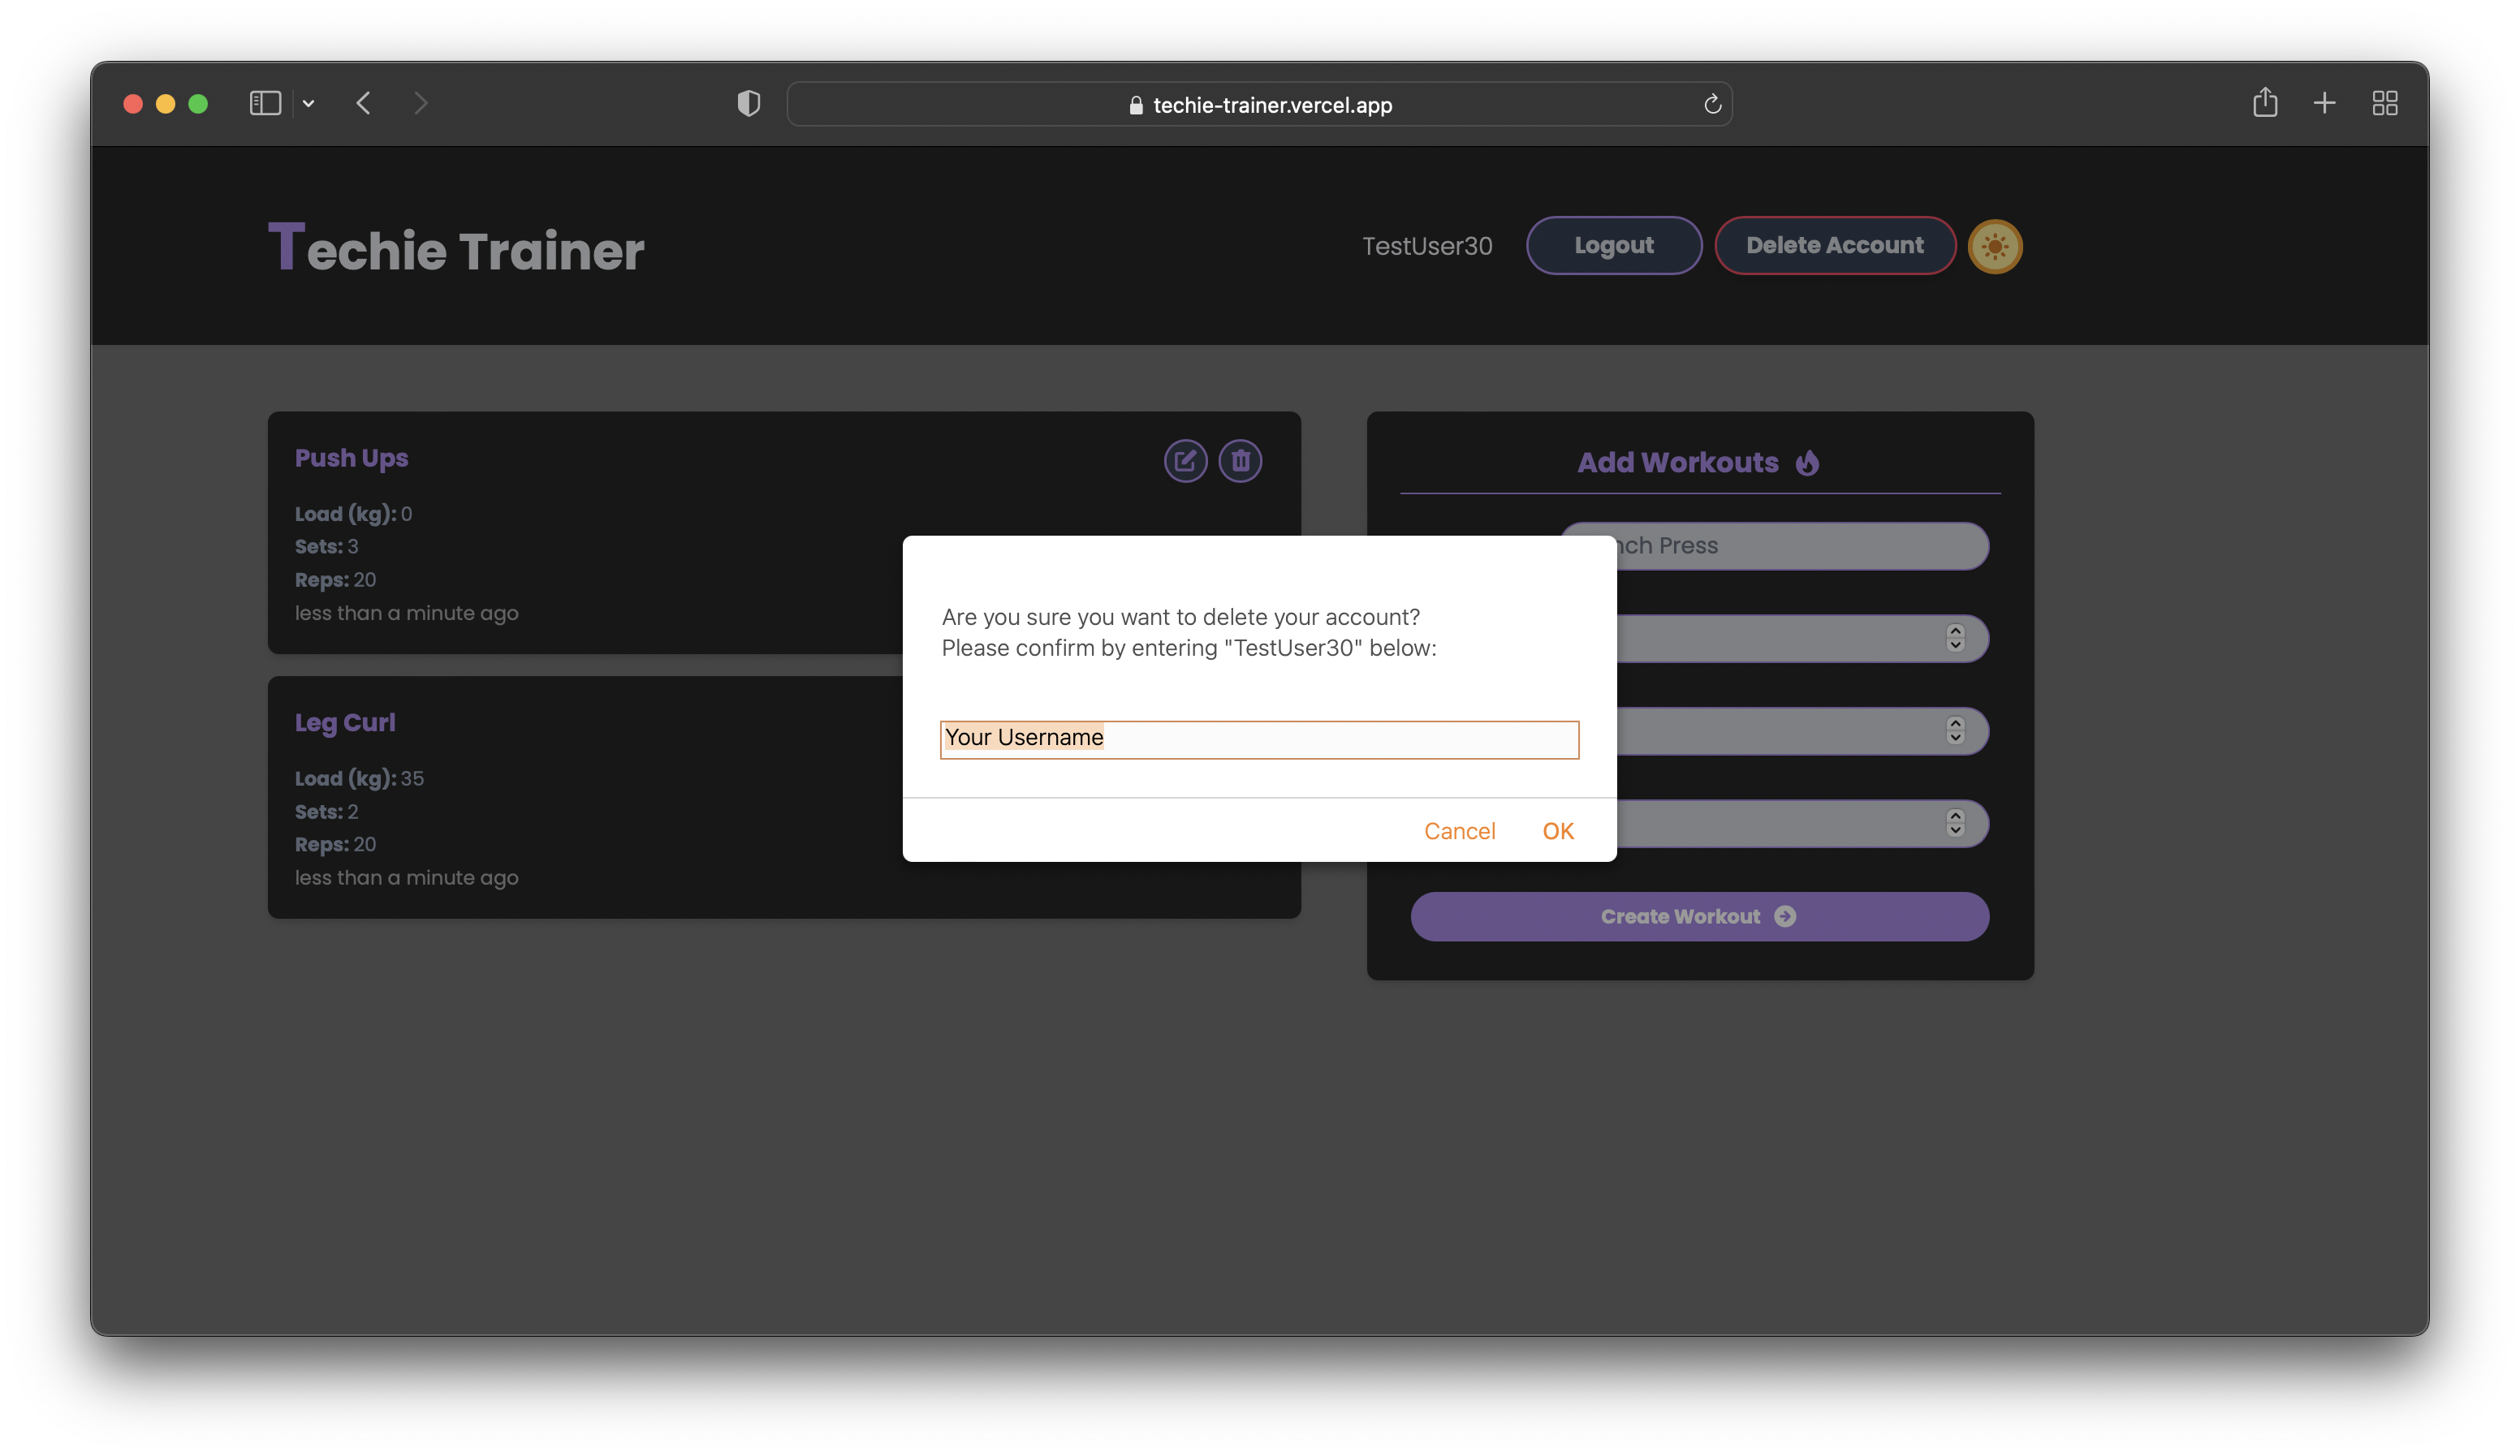 techie-trainer.vercel.app
Techie Trainer
TestUser30
Logout
Delete Account
Push Ups
Load (kg): 0
Sets: 3
Reps: 20
less than a minute ago
Leg Curl
Load (kg): 35
Sets: 2
Reps: 20
less than a minute ago
Add Workouts
Press
Create Workout
Are you sure you want to delete your account?
Please confirm by entering "TestUser30" below:
Your Username
Cancel
OK